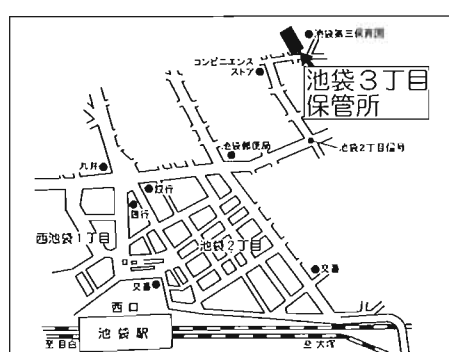 池袋第三保育園
コンビニエンス
ストア
池袋3丁目
保管所
池袋郵便局
池袋2丁目信号
丸井
銀行
銀行
西池袋1丁目
池袋2丁目
交番
交番
西口
池袋駅
至目白
至大塚